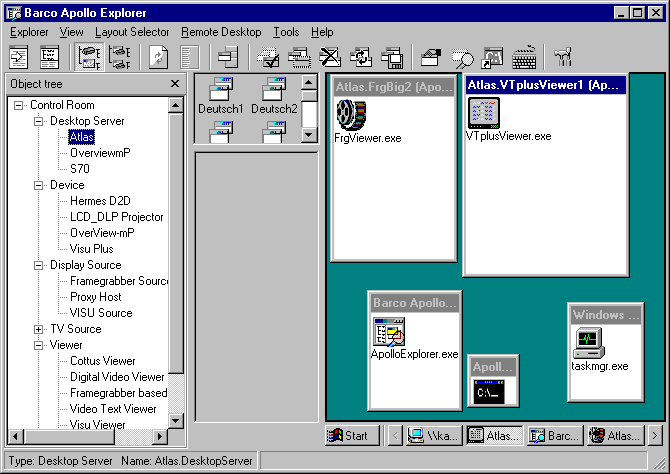 Barco Apollo Explorer
Explorer View Layout Selector Remote Desktop Tools Help
Object tree
Control Room
Desktop Server
Atlas
OverviewmP
S70
Device
Hermes D2D
LCD_DLP Projector
OverView-mP
Visu Plus
Display Source
Framegrabber Sourc
Proxy Host
VISU Source
TV Source
Viewer
Cottus Viewer
Digital Video Viewer
Framegrabber based
Video Text Viewer
Visu Viewer
Deutsch1 Deutsch2
Atlas.FrgBig2 (Apo...
FrgViewer.exe
Atlas.VTplusViewer1 (Ap...
VTplusViewer.exe
Barco Apollo...
ApolloExplorer.exe
Apoll...
C:\_
Windows ...
taskmgr.exe
Start \\ka... Atlas... Barc... Atlas...
Type: Desktop Server Name: Atlas.DesktopServer